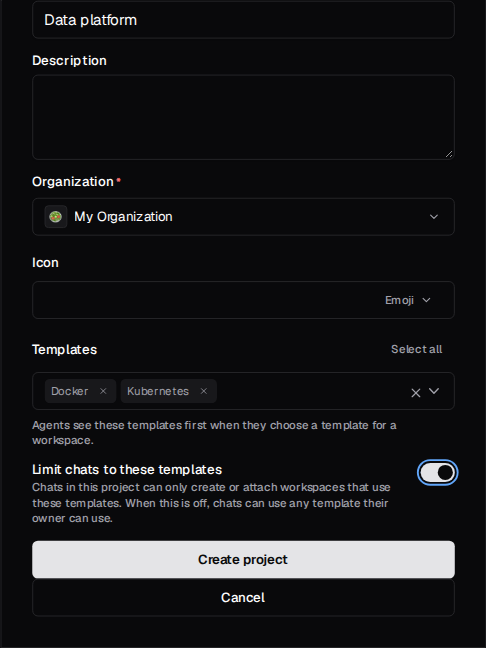 Data platform
Description
Organization •
My Organization
Icon
Emoji
Templates
Select all
Docker
Kubernetes
Agents see these templates first when they choose a template for a
workspace.
Limit chats to these templates
Chats in this project can only create or attach workspaces that use
these templates. When this is off, chats can use any template their
owner can use.
Create project
Cancel